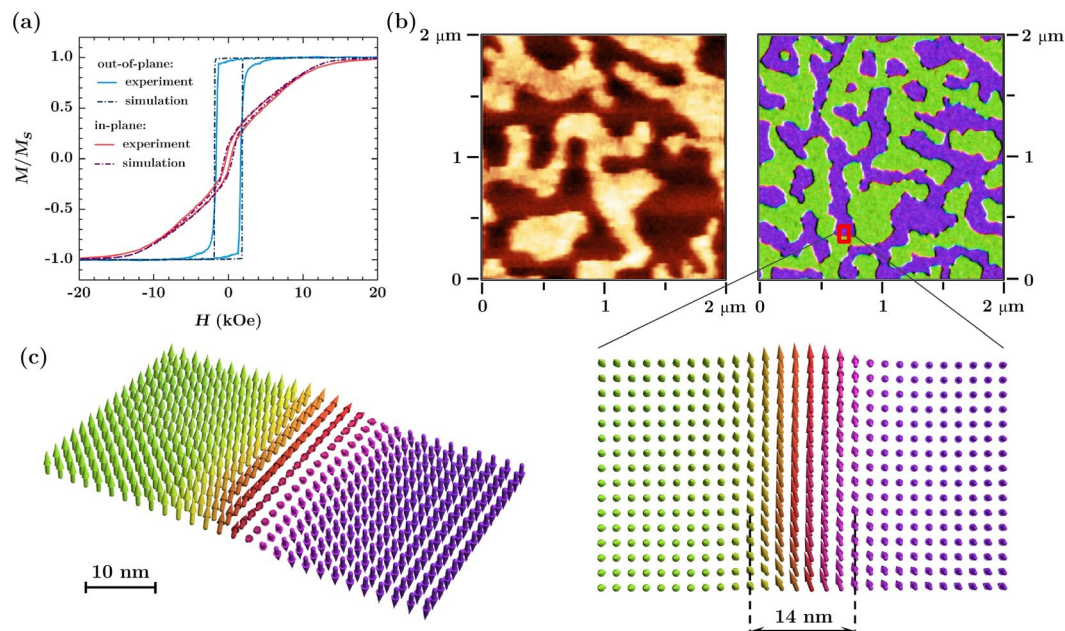 (a)
1.0
0.5
0.0
-0.5
-1.0
M/M_S
out-of-plane:
experiment
simulation
in-plane:
experiment
simulation
-20
-10
0
10
20
H (kOe)
(b)
2 μm
1
0
0
1
2 μm
2 μm
1
0
0
1
2 μm
(c)
10 nm
14 nm